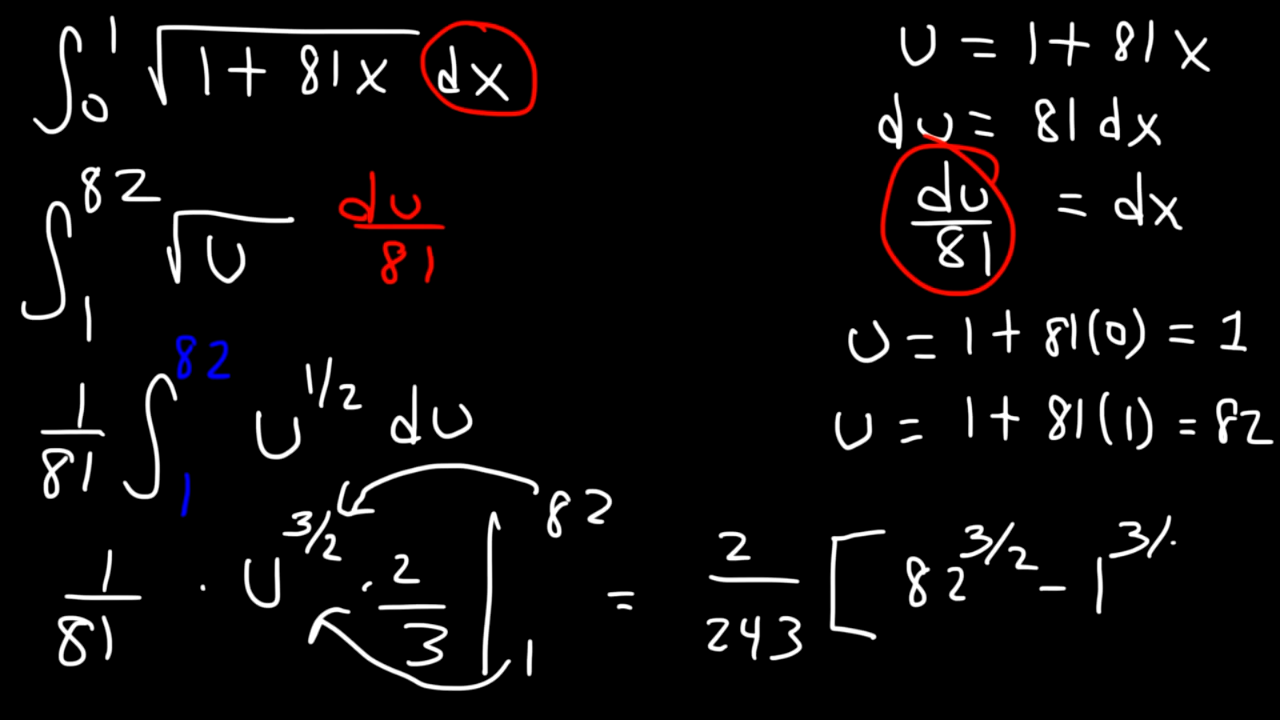 ∫₀¹ √(1 + 81x) dx
∫₁⁸² √U du/81
1/81 ∫₁⁸² U^1/2 du
1/81 · U^3/2 · 2/3 |₁⁸² = 2/243 [ 82^3/2 − 1^3/
U = 1 + 81x
du = 81 dx
du/81 = dx
U = 1 + 81(0) = 1
U = 1 + 81(1) = 82